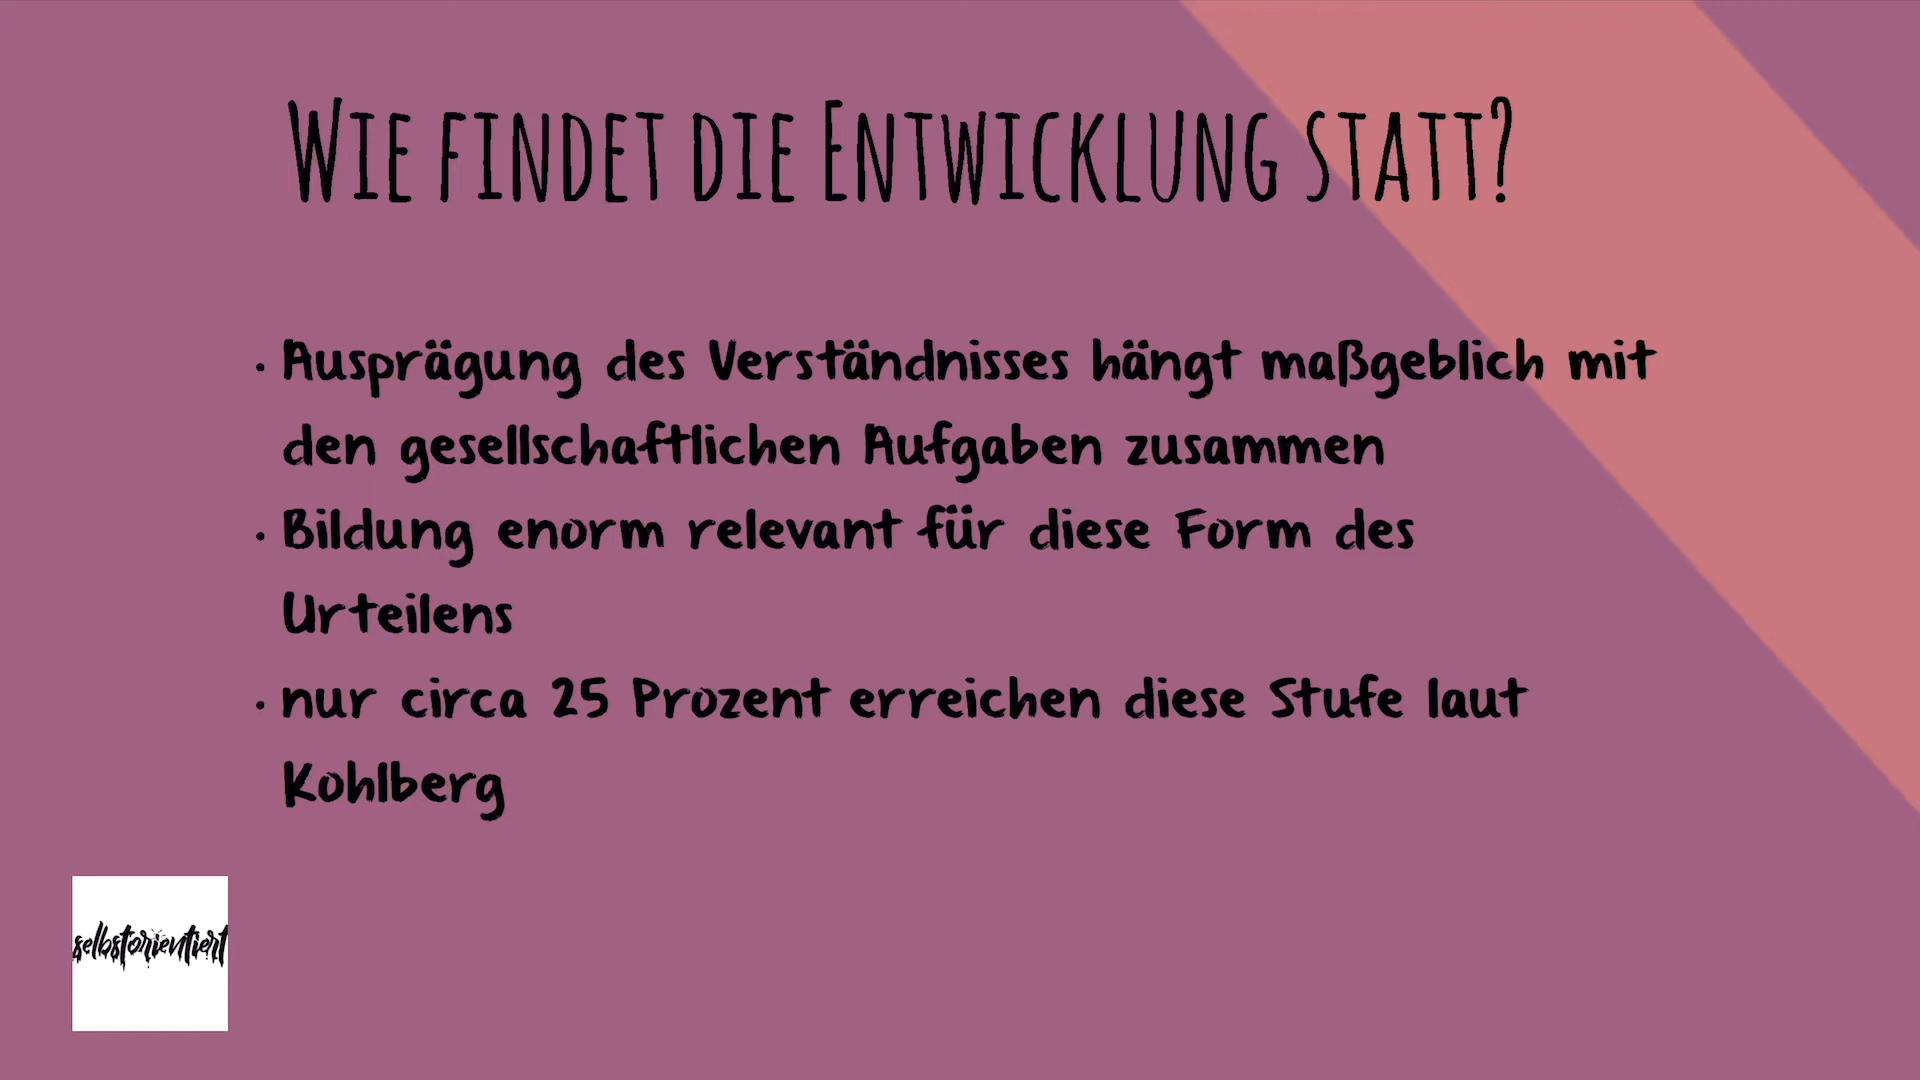 Wie findet die Entwicklung statt?
· Ausprägung des Verständnisses hängt maßgeblich mit
den gesellschaftlichen Aufgaben zusammen
· Bildung enorm relevant für diese Form des
Urteilens
· nur circa 25 Prozent erreichen diese Stufe laut
Kohlberg
selbstorientiert